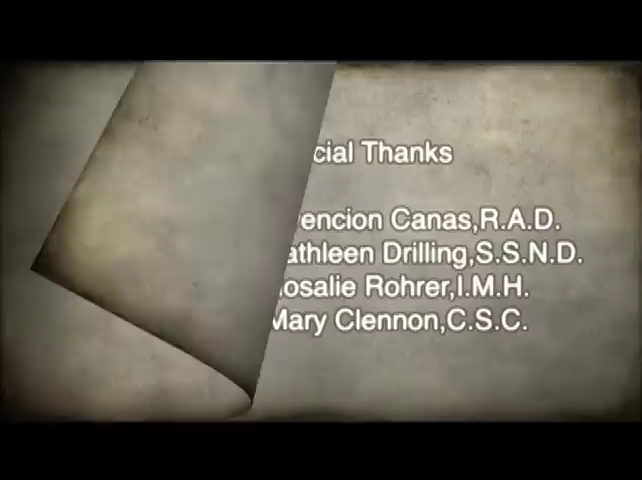 cial Thanks
encion Canas,R.A.D.
athleen Drilling,S.S.N.D.
osalie Rohrer,I.M.H.
Mary Clennon,C.S.C.